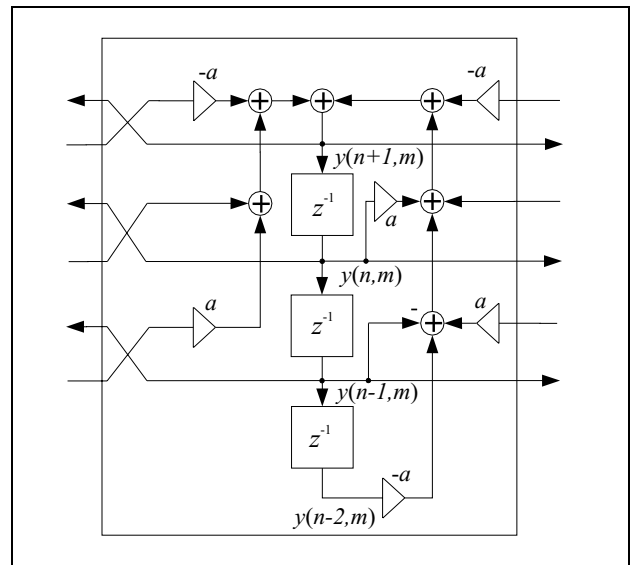 -a
-a
y(n+1,m)
z⁻¹
a
y(n,m)
a
z⁻¹
-
a
y(n-1,m)
z⁻¹
-a
y(n-2,m)